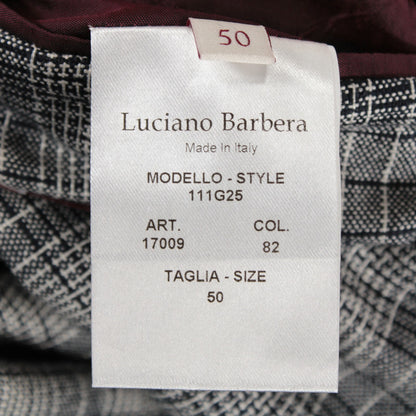 50
Luciano Barbera
Made In Italy
MODELLO - STYLE
111G25
ART. COL.
17009 82
TAGLIA - SIZE
50